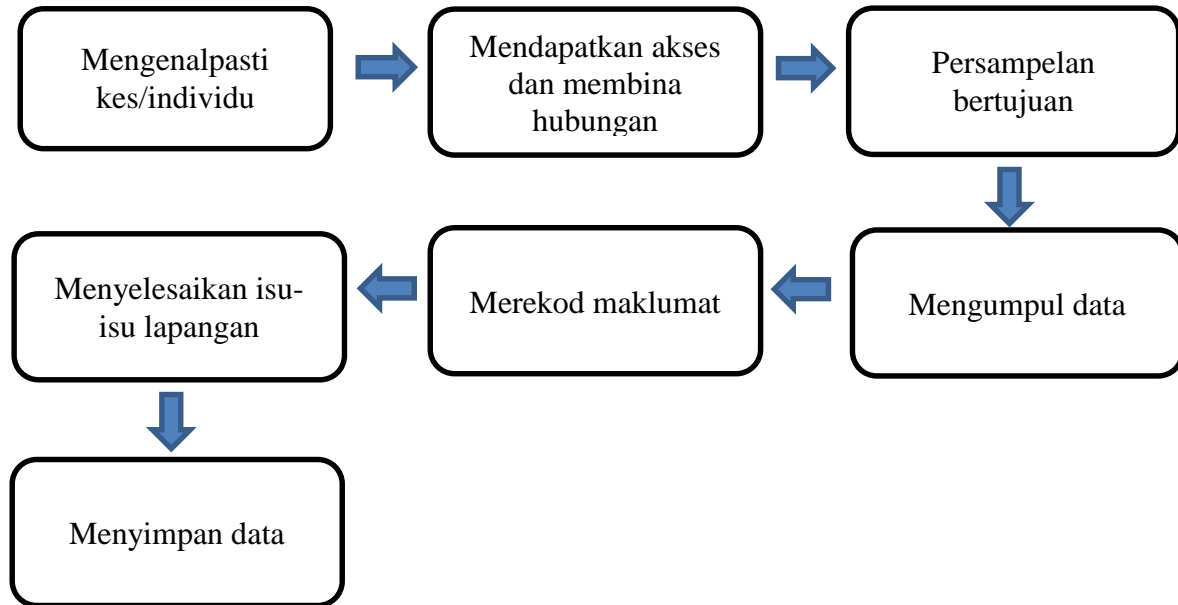 Mengenalpasti
kes/individu
Mendapatkan akses
dan membina
hubungan
Persampelan
bertujuan
Mengumpul data
Merekod maklumat
Menyelesaikan isu-
isu lapangan
Menyimpan data